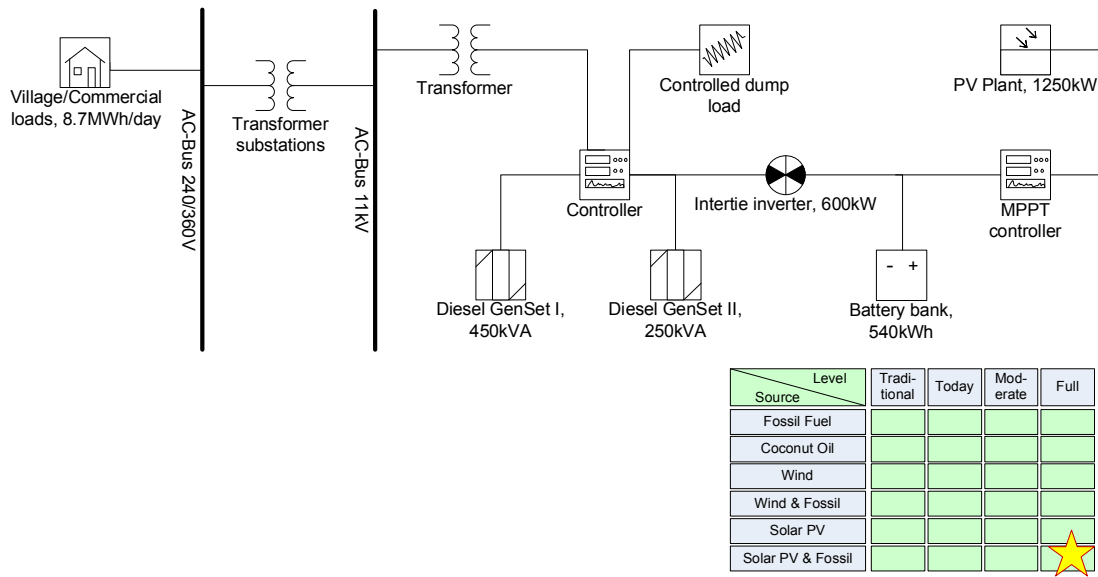 Village/Commercial
loads, 8.7MWh/day
AC-Bus 240/360V
Transformer
substations
AC-Bus 11kV
Transformer
Controlled dump
load
PV Plant, 1250kW
Controller
Intertie inverter, 600kW
MPPT
controller
Diesel GenSet I,
450kVA
Diesel GenSet II,
250kVA
- +
Battery bank,
540kWh
Level
Source
Tradi-
tional
Today
Mod-
erate
Full
Fossil Fuel
Coconut Oil
Wind
Wind & Fossil
Solar PV
Solar PV & Fossil